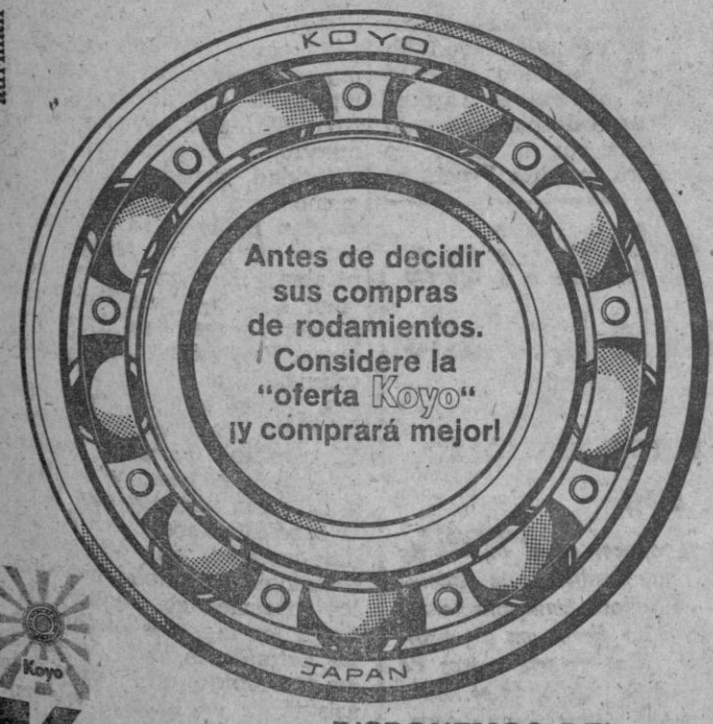 KOYO
Antes de decidir
sus compras
de rodamientos.
Considere la
"oferta Koyo"
¡y comprará mejor!
JAPAN
Koyo